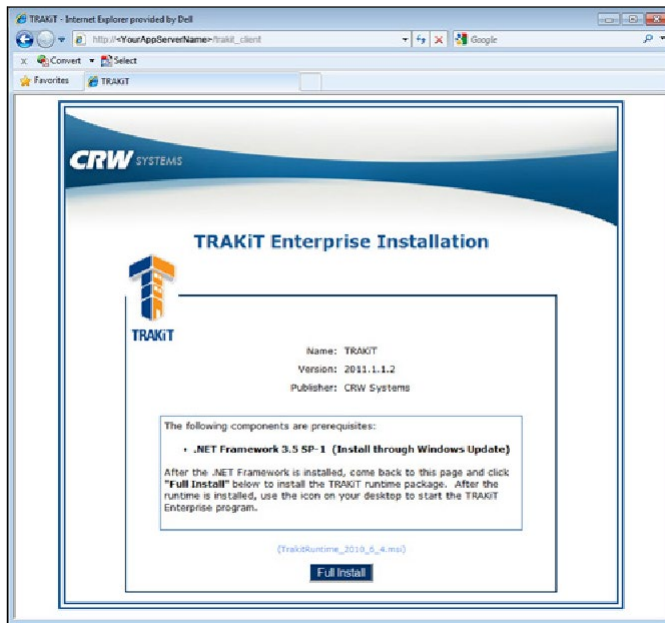 TRAKiT - Internet Explorer provided by Dell
http://<YourAppServerName>/trakit_client
Google
x Convert Select
Favorites TRAKiT
CRW SYSTEMS
TRAKiT Enterprise Installation
TRAKiT
Name: TRAKiT
Version: 2011.1.1.2
Publisher: CRW Systems
The following components are prerequisites:
• .NET Framework 3.5 SP-1 (Install through Windows Update)
After the .NET Framework is installed, come back to this page and click
"Full Install" below to install the TRAKiT runtime package. After the
runtime is installed, use the icon on your desktop to start the TRAKiT
Enterprise program.
(TrakitRuntime_2010_6_4.msi)
Full Install